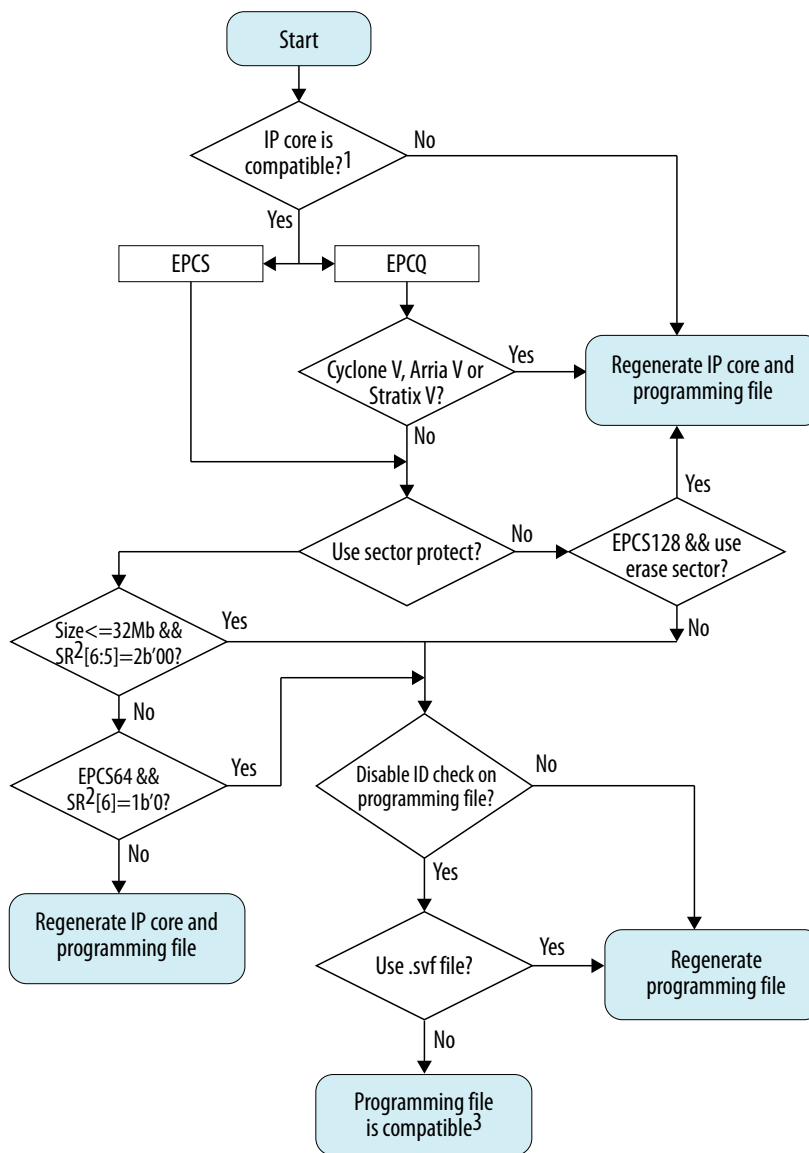 Start
IP core is
compatible?1
No
Yes
EPCS
EPCQ
Cyclone V, Arria V or
Stratix V?
Yes
Regenerate IP core and
programming file
No
Yes
Use sector protect?
No
EPCS128 && use
erase sector?
Size<=32Mb &&
SR2[6:5]=2b'00?
Yes
No
No
EPCS64 &&
SR2[6]=1b'0?
Yes
Disable ID check on
programming file?
No
No
Yes
Regenerate IP core and
programming file
Use .svf file?
Yes
Regenerate
programming file
No
Programming file
is compatible3